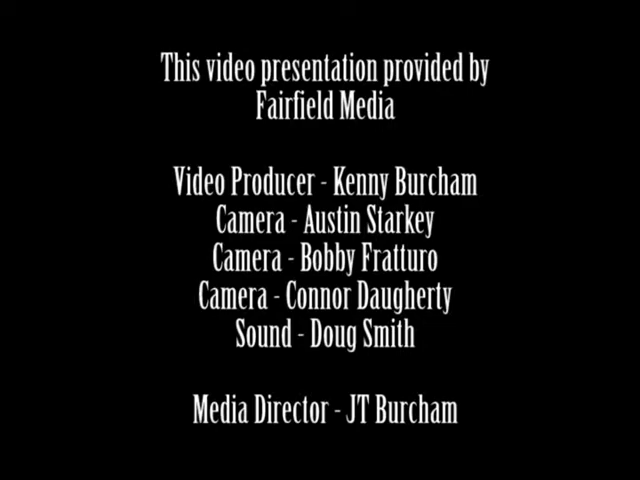 This video presentation provided by
Fairfield Media
Video Producer - Kenny Burcham
Camera - Austin Starkey
Camera - Bobby Fratturo
Camera - Connor Daugherty
Sound - Doug Smith
Media Director - JT Burcham